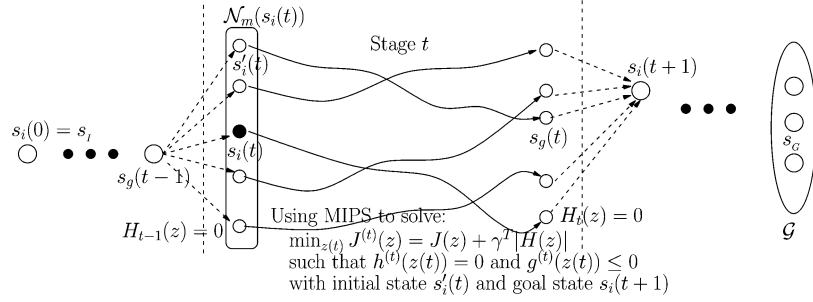 𝒩_m(s_i(t))
Stage t
s'_i(t)
s_i(t+1)
s_i(0) = s_I
s_g(t−1)
s_i(t)
s_g(t)
s_G
H_{t−1}(z) = 0
H_t(z) = 0
𝒢
Using MIPS to solve:
min_{z(t)} J^{(t)}(z) = J(z) + γ^T|H(z)|
such that h^{(t)}(z(t)) = 0 and g^{(t)}(z(t)) ≤ 0
with initial state s'_i(t) and goal state s_i(t+1)